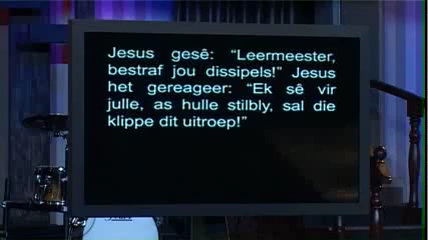 Jesus gesê: “Leermeester,
bestraf jou dissipels!” Jesus
het gereageer: “Ek sê vir
julle, as hulle stilbly, sal die
klippe dit uitroep!”